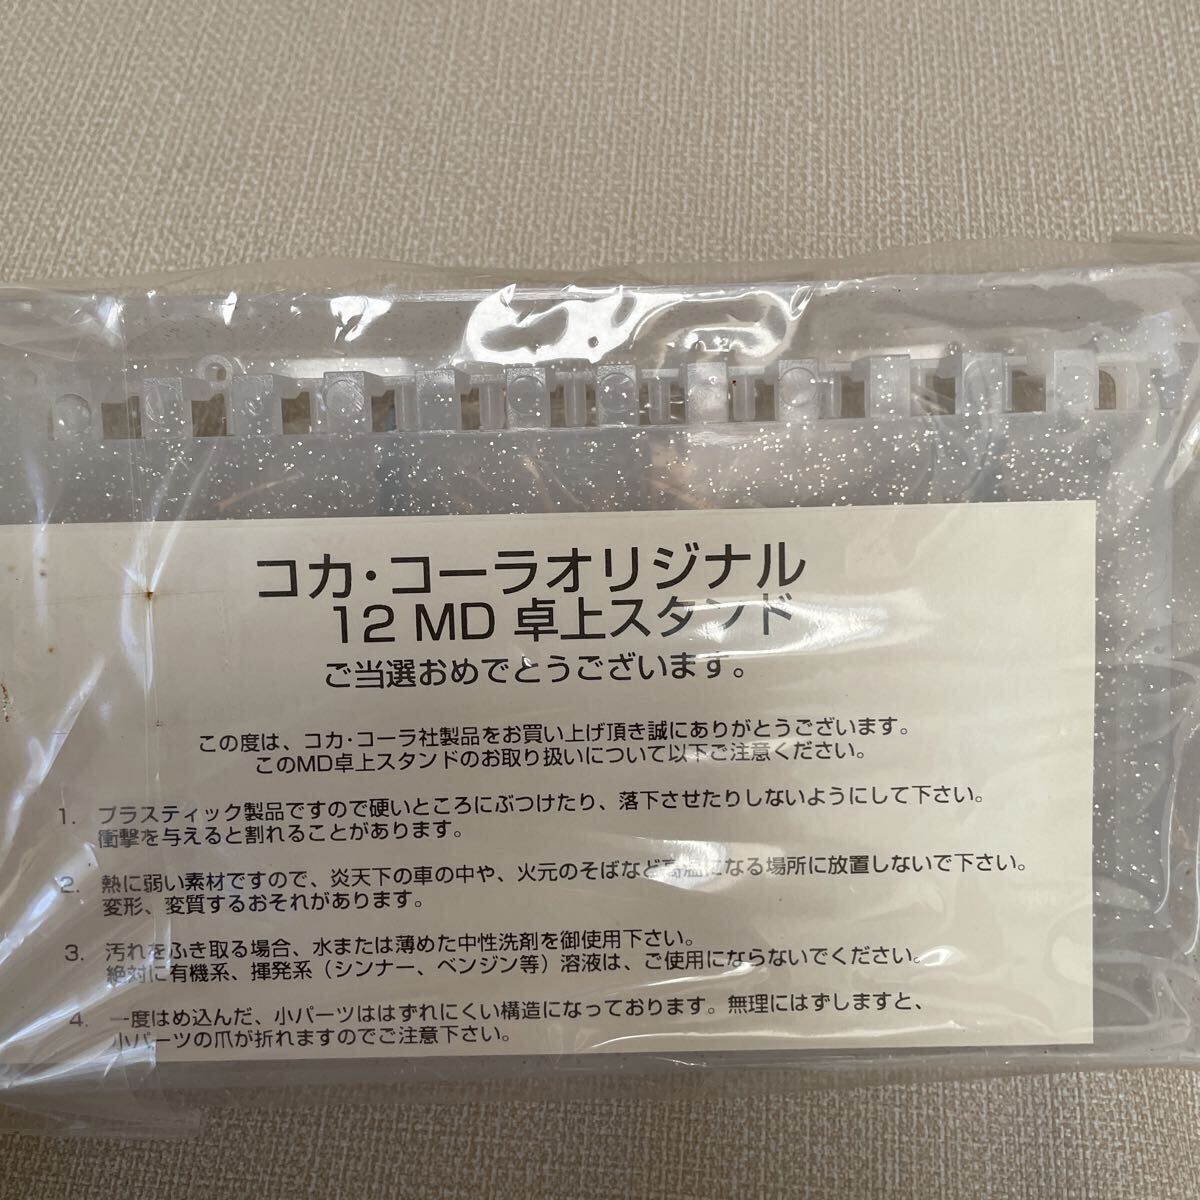 コカ・コーラオリジナル
12 MD 卓上スタンド
ご当選おめでとうございます。
この度は、コカ・コーラ社製品をお買い上げ頂き誠にありがとうございます。
このMD卓上スタンドのお取り扱いについて以下ご注意ください。
1. プラスティック製品ですので硬いところにぶつけたり、落下させたりしないようにして下さい。
衝撃を与えると割れることがあります。
2. 熱に弱い素材ですので、炎天下の車の中や、火元のそばなど高温になる場所に放置しないで下さい。
変形、変質するおそれがあります。
3. 汚れをふき取る場合、水または薄めた中性洗剤を御使用下さい。
絶対に有機系、揮発系（シンナー、ベンジン等）溶液は、ご使用にならないでください。
4. 一度はめ込んだ、小パーツははずれにくい構造になっております。無理にはずしますと、
小パーツの爪が折れますのでご注意下さい。